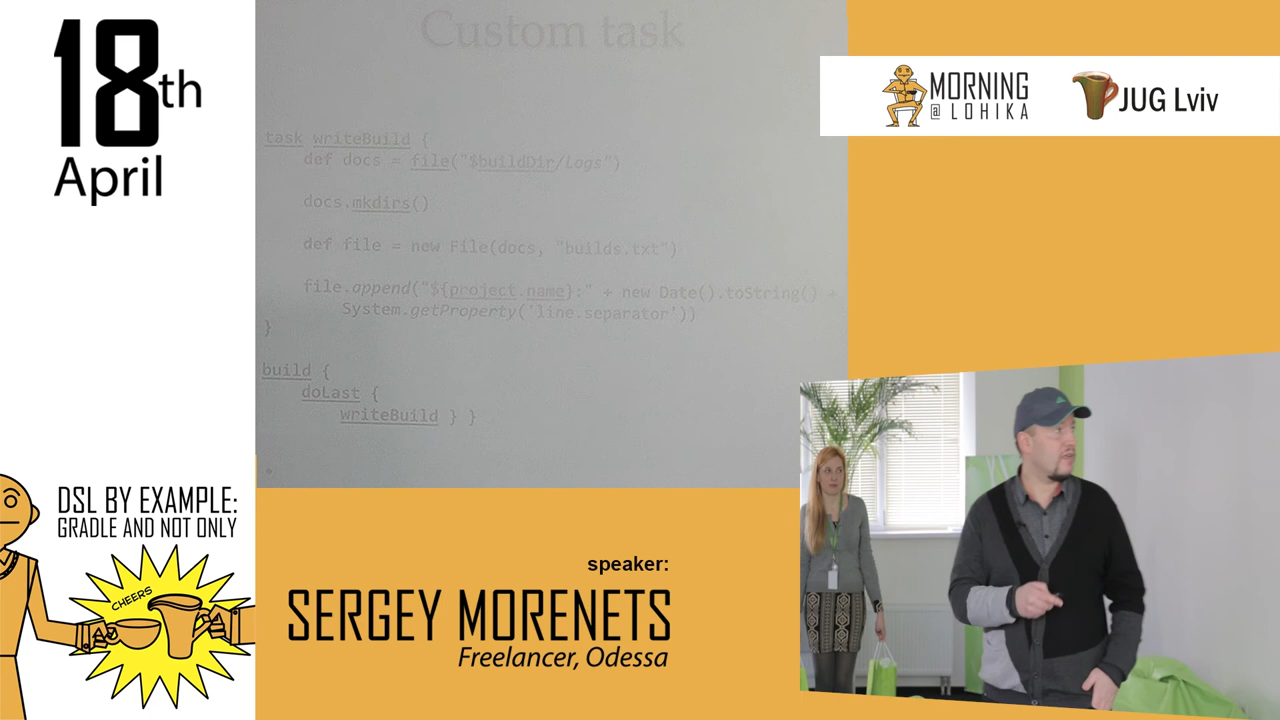 18th
April
Custom task
task writeBuild {
def docs = file("$buildDir/Logs")
docs.mkdirs()
def file = new File(docs, "builds.txt")
file.append("${project.name}:" + new Date().toString() +
System.getProperty('line.separator'))
}
build {
doLast {
writeBuild } }
MORNING
@ LOHIKA
JUG Lviv
DSL BY EXAMPLE:
GRADLE AND NOT ONLY
CHEERS
speaker:
SERGEY MORENETS
Freelancer, Odessa